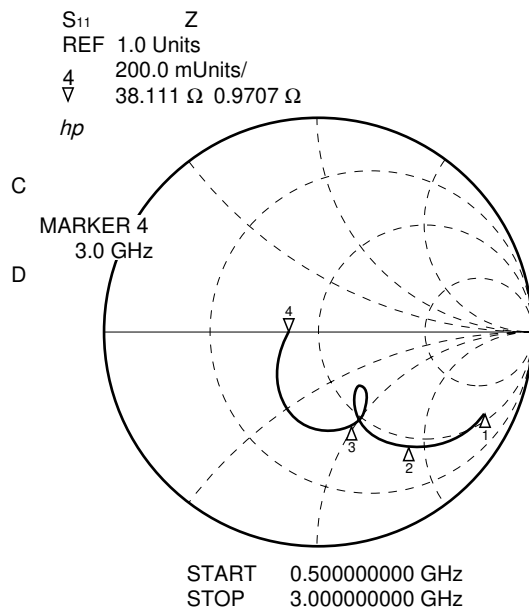 S₁₁ Z
REF 1.0 Units
4 200.0 mUnits/
▽ 38.111 Ω 0.9707 Ω
hp
C
MARKER 4
3.0 GHz
D
4
3
2
1
START 0.500000000 GHz
STOP 3.000000000 GHz